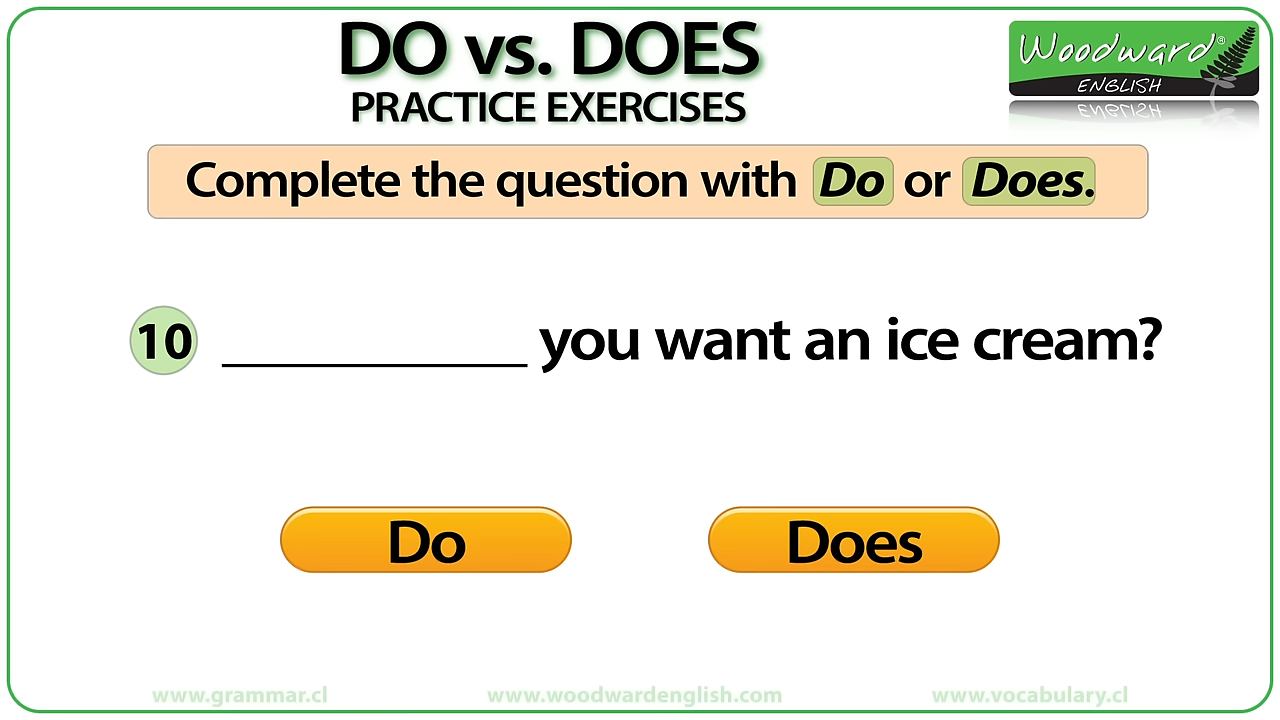 DO vs. DOES
PRACTICE EXERCISES
Woodward®
ENGLISH
Complete the question with Do or Does.
10 __________ you want an ice cream?
Do
Does
www.grammar.cl
www.woodwardenglish.com
www.vocabulary.cl